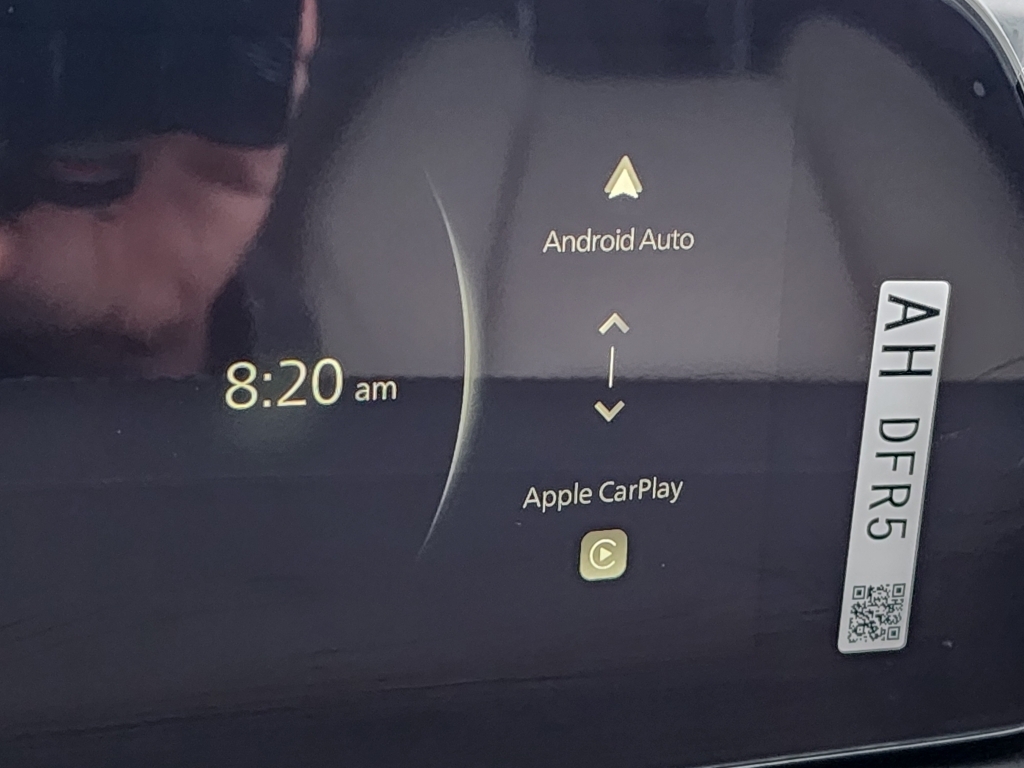 Android Auto
8:20 am
Apple CarPlay
AH DFR5